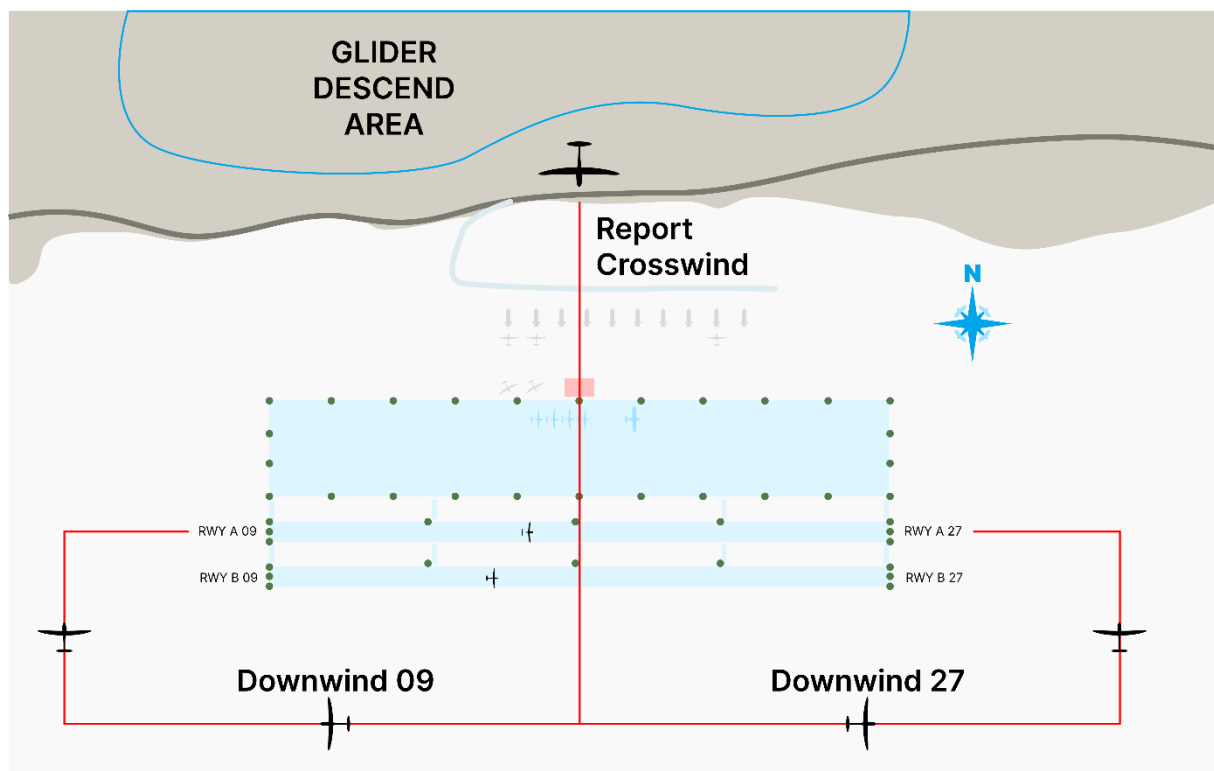 GLIDER
DESCEND
AREA
Report
Crosswind
N
RWY A 09
RWY A 27
RWY B 09
RWY B 27
Downwind 09
Downwind 27